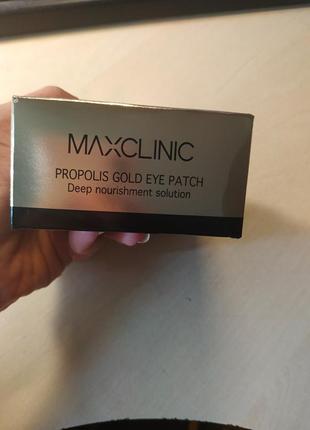 MAXCLINIC
PROPOLIS GOLD EYE PATCH
Deep nourishment solution